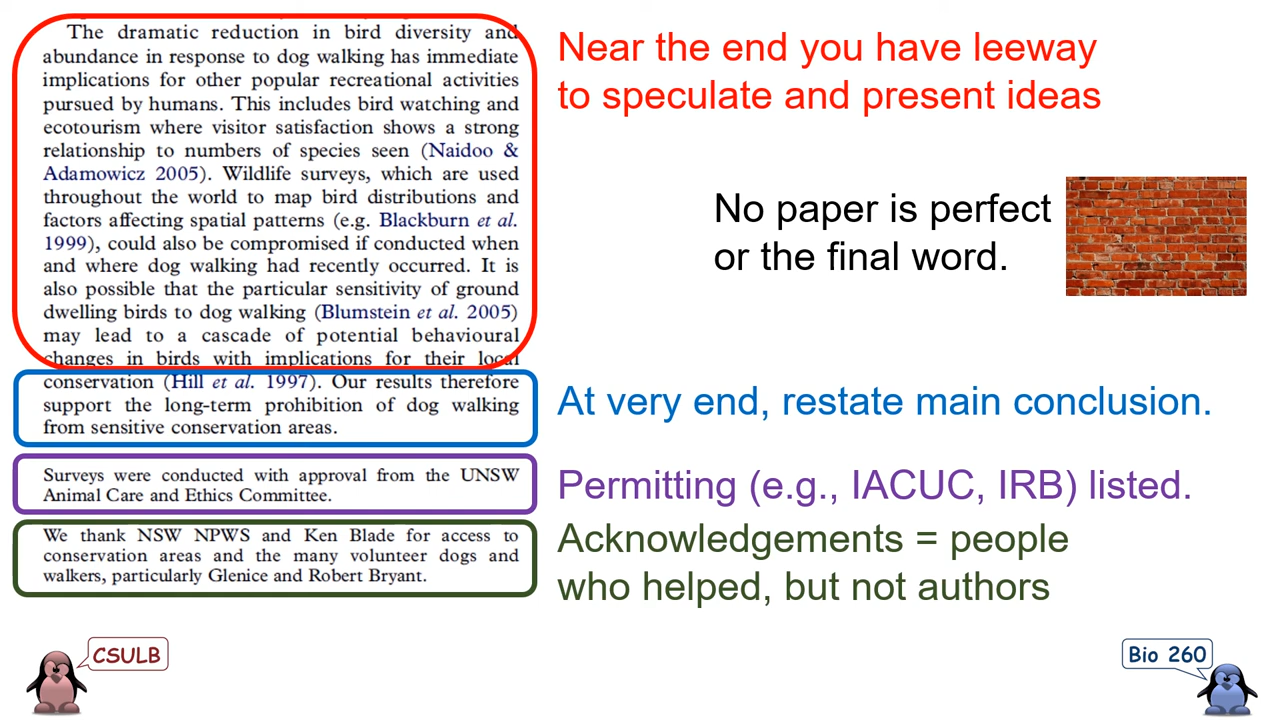 The dramatic reduction in bird diversity and
abundance in response to dog walking has immediate
implications for other popular recreational activities
pursued by humans. This includes bird watching and
ecotourism where visitor satisfaction shows a strong
relationship to numbers of species seen (Naidoo &
Adamowicz 2005). Wildlife surveys, which are used
throughout the world to map bird distributions and
factors affecting spatial patterns (e.g. Blackburn et al.
1999), could also be compromised if conducted when
and where dog walking had recently occurred. It is
also possible that the particular sensitivity of ground
dwelling birds to dog walking (Blumstein et al. 2005)
may lead to a cascade of potential behavioural
changes in birds with implications for their local
conservation (Hill et al. 1997). Our results therefore
support the long-term prohibition of dog walking
from sensitive conservation areas.
Surveys were conducted with approval from the UNSW
Animal Care and Ethics Committee.
We thank NSW NPWS and Ken Blade for access to
conservation areas and the many volunteer dogs and
walkers, particularly Glenice and Robert Bryant.
Near the end you have leeway
to speculate and present ideas
No paper is perfect
or the final word.
At very end, restate main conclusion.
Permitting (e.g., IACUC, IRB) listed.
Acknowledgements = people
who helped, but not authors
CSULB
Bio 260